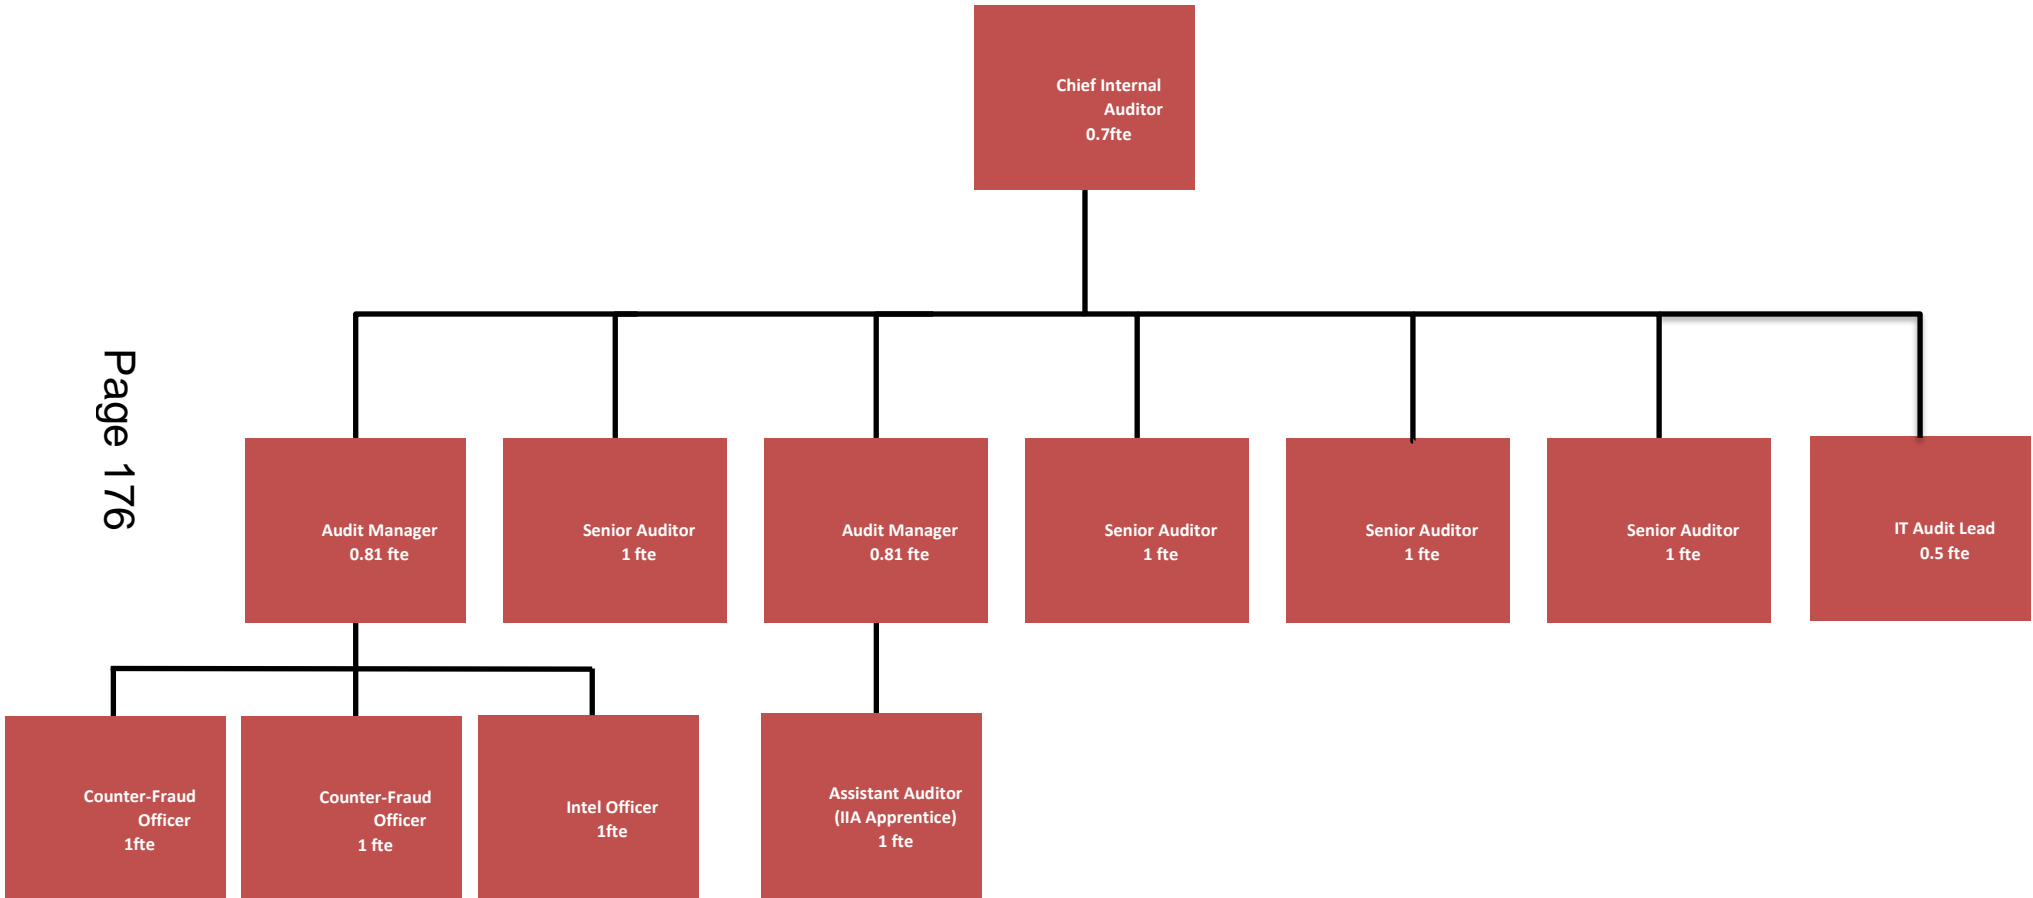 Chief Internal
Auditor
0.7fte
Page 176
Audit Manager
0.81 fte
Senior Auditor
1 fte
Audit Manager
0.81 fte
Senior Auditor
1 fte
Senior Auditor
1 fte
Senior Auditor
1 fte
IT Audit Lead
0.5 fte
Counter-Fraud
Officer
1fte
Counter-Fraud
Officer
1 fte
Intel Officer
1fte
Assistant Auditor
(IIA Apprentice)
1 fte